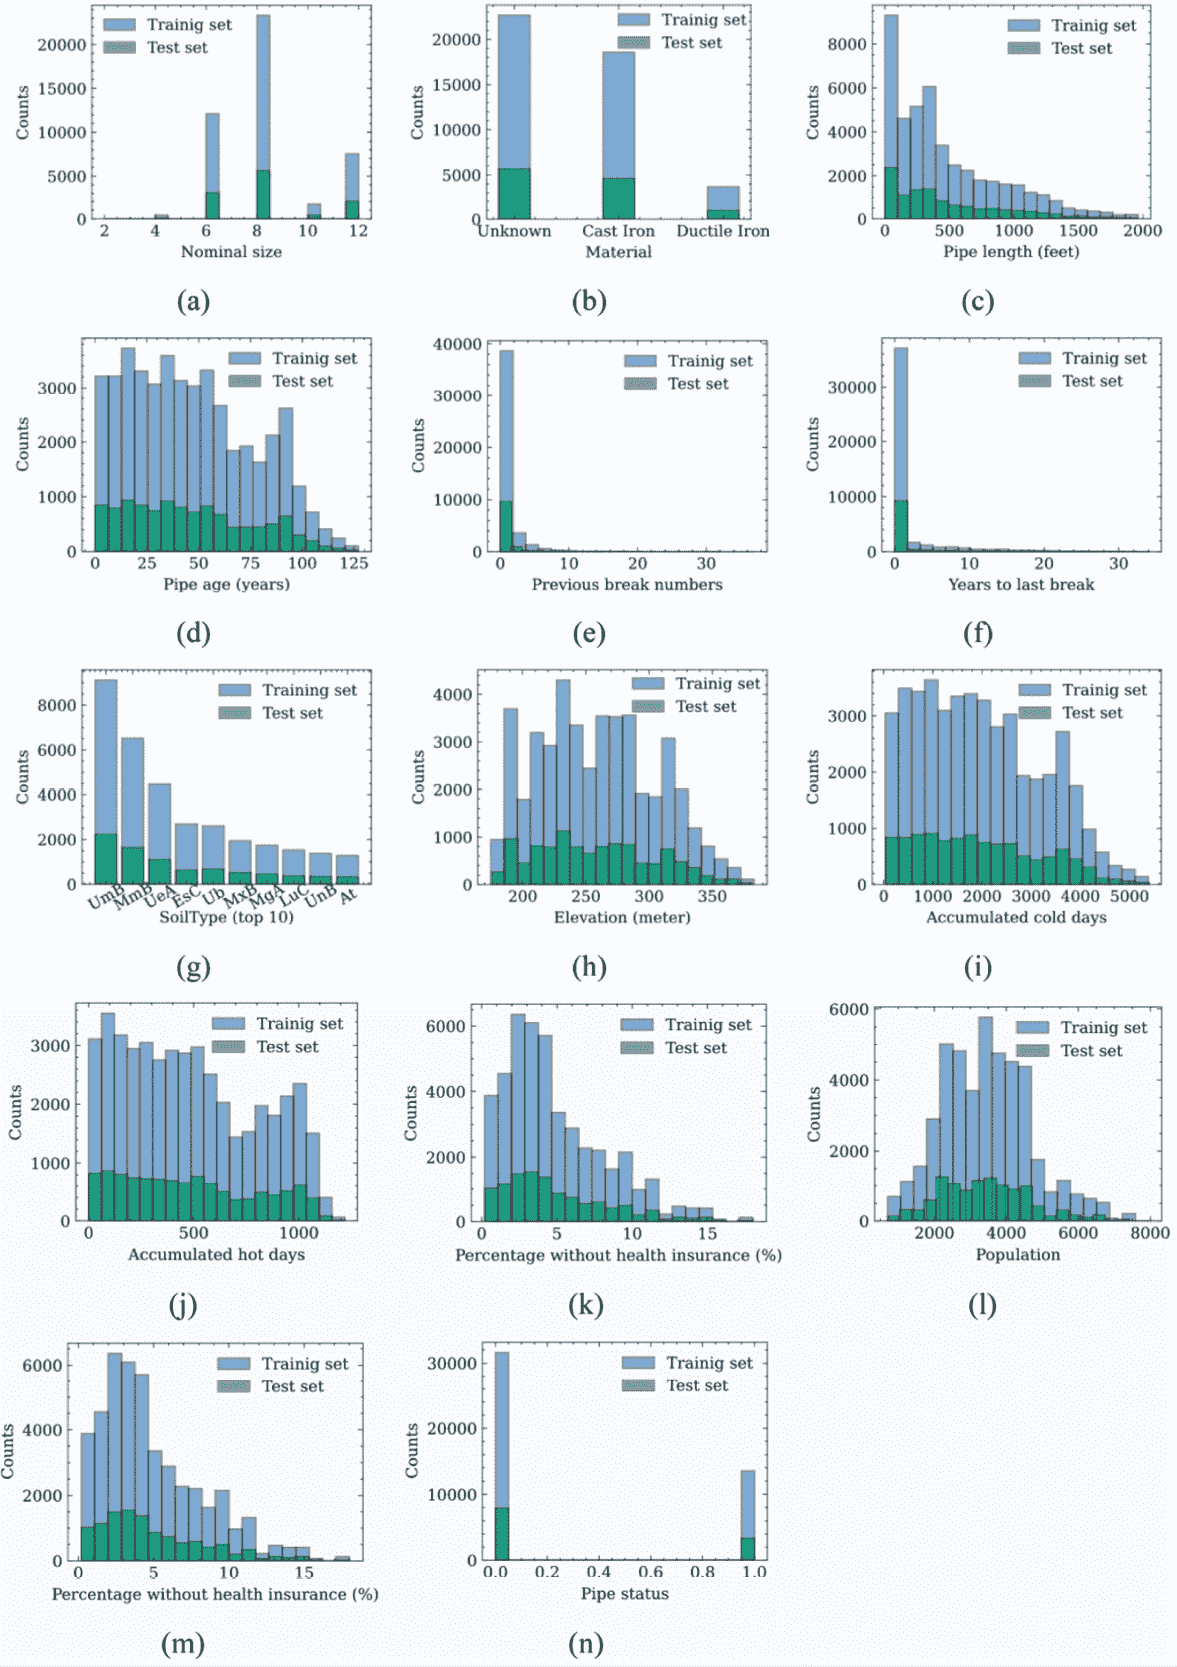 Trainig set
Test set
20000
15000
10000
5000
0
Counts
2 4 6 8 10 12
Nominal size
(a)
Trainig set
Test set
20000
15000
10000
5000
0
Counts
Unknown Cast Iron Ductile Iron
Material
(b)
Trainig set
Test set
8000
6000
4000
2000
0
Counts
0 500 1000 1500 2000
Pipe length (feet)
(c)
Trainig set
Test set
3000
2000
1000
0
Counts
0 25 50 75 100 125
Pipe age (years)
(d)
Trainig set
Test set
40000
30000
20000
10000
0
Counts
0 10 20 30
Previous break numbers
(e)
Trainig set
Test set
30000
20000
10000
0
Counts
0 10 20 30
Years to last break
(f)
Training set
Test set
8000
6000
4000
2000
0
Counts
UmB MmB UeA EsC Ub MxB MgA LuC UnB At
SoilType (top 10)
(g)
Trainig set
Test set
4000
3000
2000
1000
0
Counts
200 250 300 350
Elevation (meter)
(h)
Trainig set
Test set
3000
2000
1000
0
Counts
0 1000 2000 3000 4000 5000
Accumulated cold days
(i)
Trainig set
Test set
3000
2000
1000
0
Counts
0 500 1000
Accumulated hot days
(j)
Trainig set
Test set
6000
4000
2000
0
Counts
0 5 10 15
Percentage without health insurance (%)
(k)
Trainig set
Test set
6000
4000
2000
0
Counts
2000 4000 6000 8000
Population
(l)
Trainig set
Test set
6000
4000
2000
0
Counts
0 5 10 15
Percentage without health insurance (%)
(m)
Trainig set
Test set
30000
20000
10000
0
Counts
0.0 0.2 0.4 0.6 0.8 1.0
Pipe status
(n)